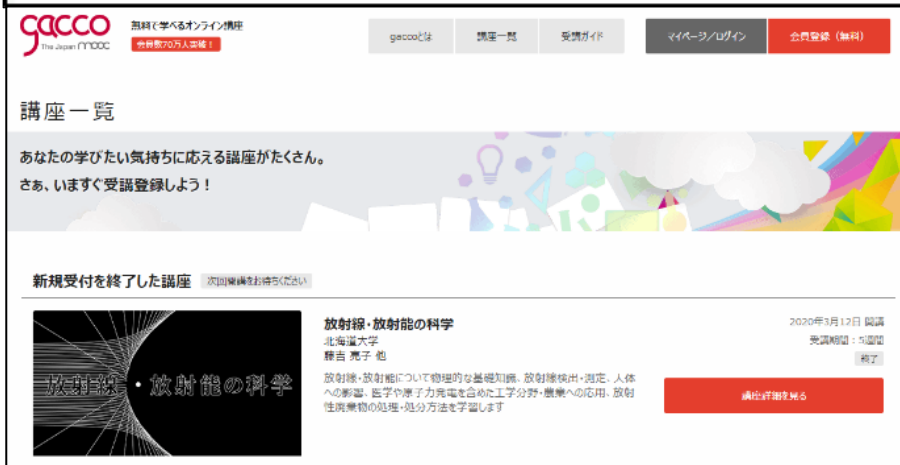 gacco
The Japan MOOC
無料で学べるオンライン講座
会員数70万人突破！
gaccoとは
講座一覧
受講ガイド
マイページ／ログイン
会員登録（無料）
講座一覧
あなたの学びたい気持ちに応える講座がたくさん。
さぁ、いますぐ受講登録しよう！
新規受付を終了した講座
次回開講をお待ちください
放射線・放射能の科学
放射線・放射能の科学
北海道大学
藤吉 亮子 他
放射線・放射能について物理的な基礎知識、放射線検出・測定、人体
への影響、医学や原子力発電を含めた工学分野・農業への応用、放射
性廃棄物の処理・処分方法を学習します
2020年3月12日 開講
受講期間：5週間
終了
講座詳細を見る